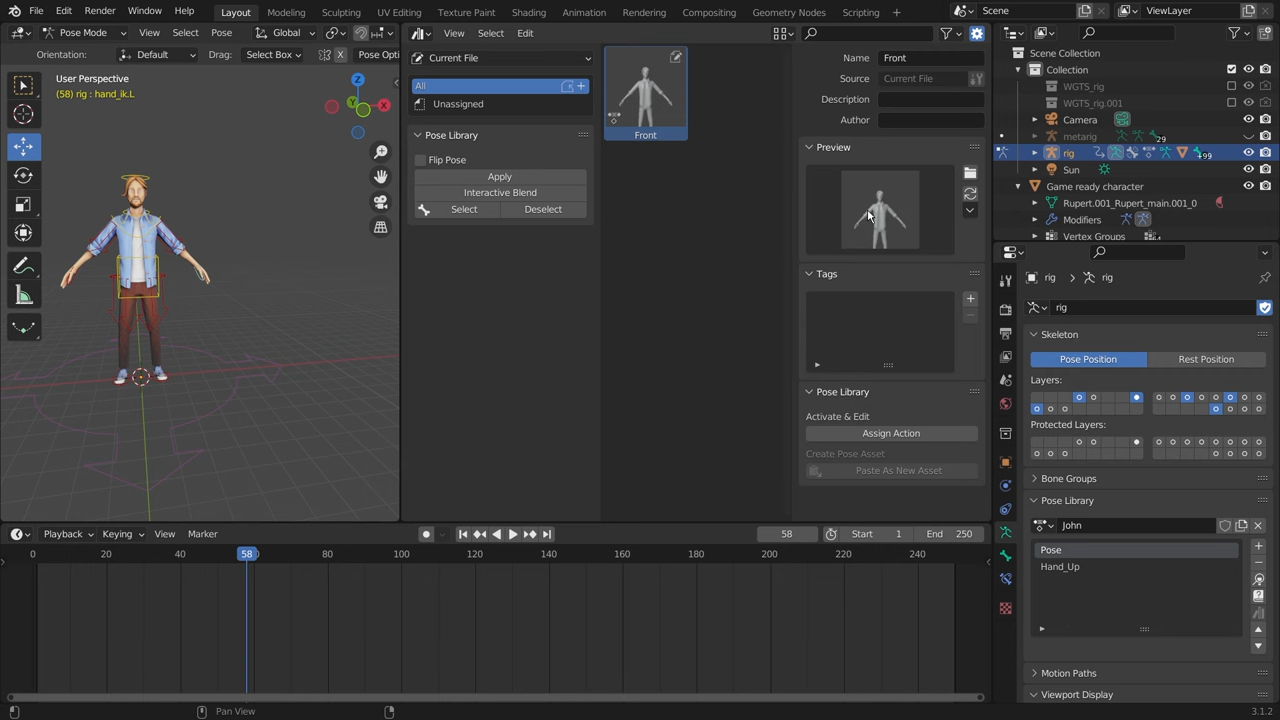 File Edit Render Window Help Layout Modeling Sculpting UV Editing Texture Paint Shading Animation Rendering Compositing Geometry Nodes Scripting Scene ViewLayer
Pose Mode View Select Pose Global View Select Edit
Orientation: Default Drag: Select Box X Pose Opti
User Perspective
(58) rig : hand_ik.L
Z
X
Y
Current File
All
Unassigned
Pose Library
Flip Pose
Apply
Interactive Blend
Select Deselect
Front
Name Front
Source Current File
Description
Author
Preview
Tags
Pose Library
Activate & Edit
Assign Action
Create Pose Asset
Paste As New Asset
Scene Collection
Collection
WGTS_rig
WGTS_rig.001
Camera
metarig 29
rig +99
Sun
Game ready character
Rupert.001_Rupert_main.001_0
Modifiers
Vertex Groups
rig > rig
rig
Skeleton
Pose Position Rest Position
Layers:
Protected Layers:
Bone Groups
Pose Library
John
Pose
Hand_Up
Motion Paths
Viewport Display
Playback Keying View Marker 58 Start 1 End 250
0 20 40 58 80 100 120 140 160 180 200 220 240
Pan View 3.1.2